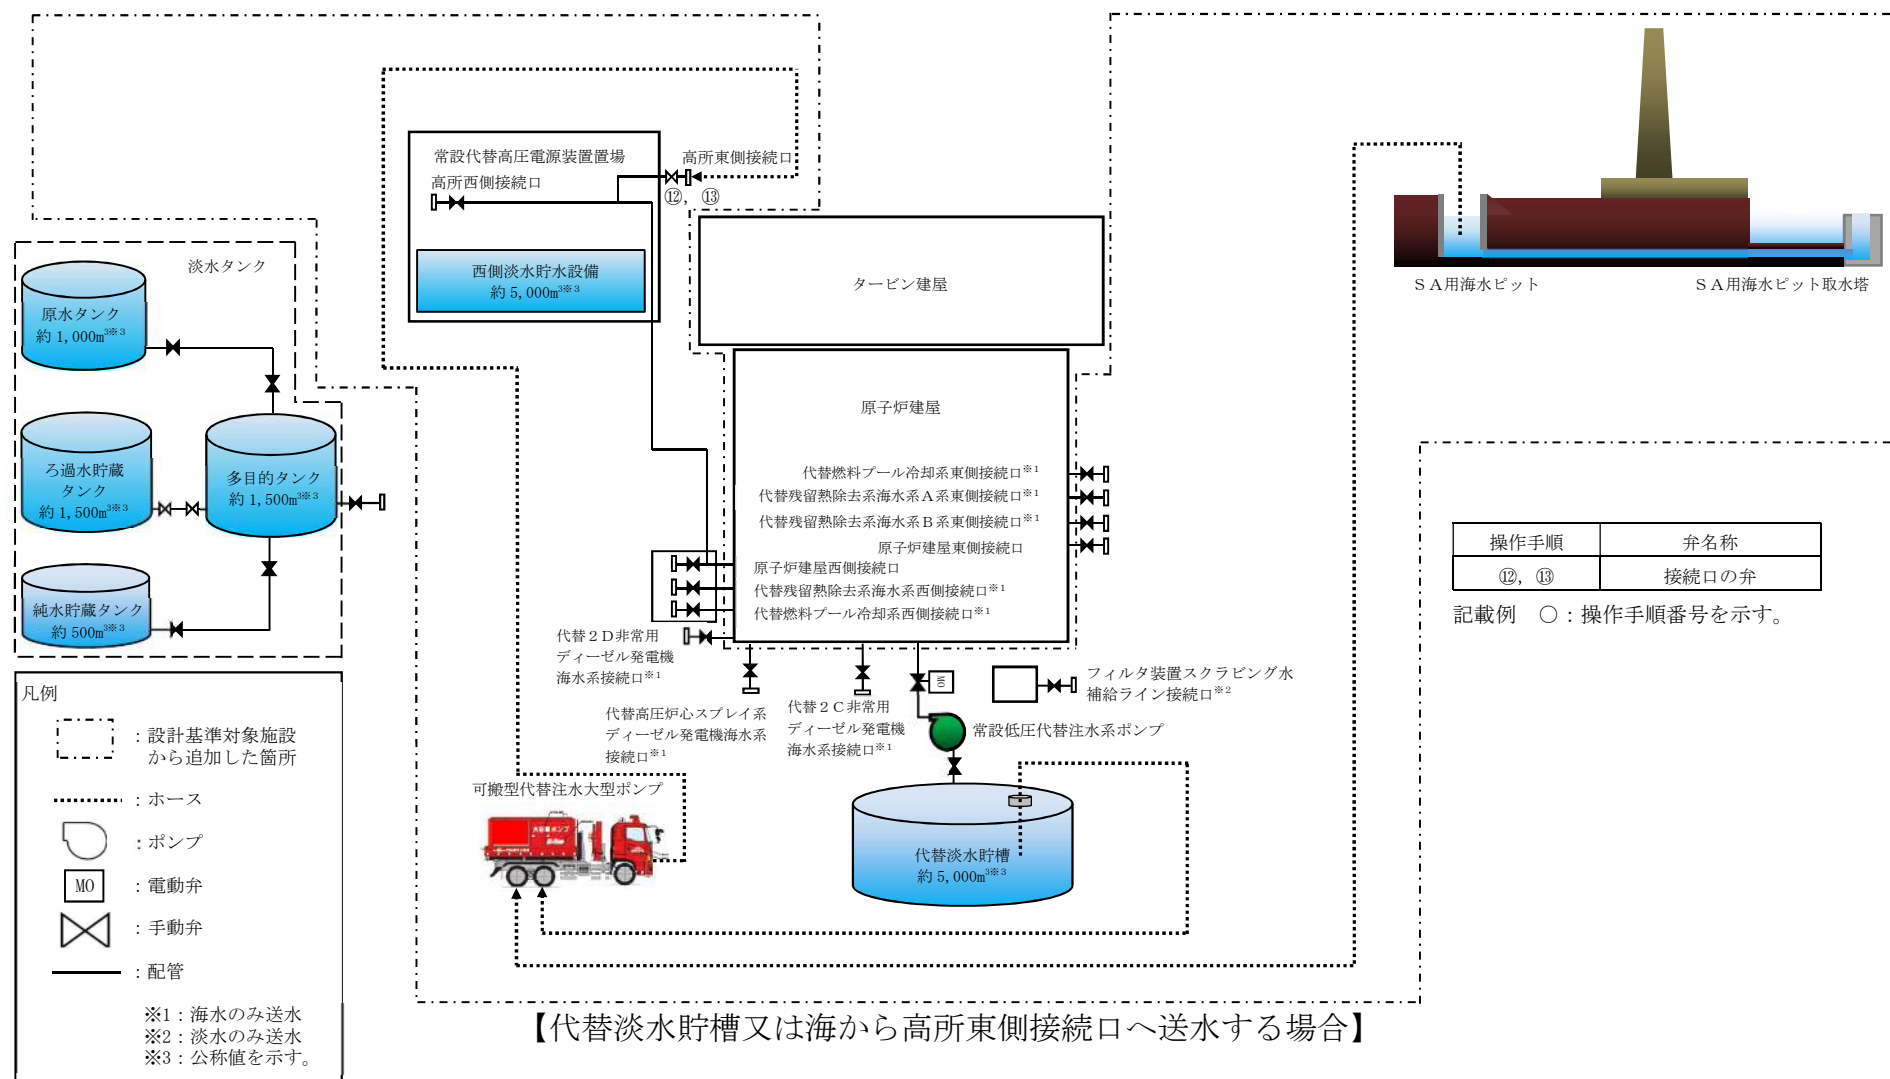 常設代替高圧電源装置置場
高所西側接続口
高所東側接続口
⑫，⑬
西側淡水貯水設備
約 5,000m³※3
タービン建屋
淡水タンク
原水タンク
約 1,000m³※3
ろ過水貯蔵
タンク
約 1,500m³※3
多目的タンク
約 1,500m³※3
純水貯蔵タンク
約 500m³※3
ＳＡ用海水ピット
ＳＡ用海水ピット取水塔
原子炉建屋
代替燃料プール冷却系東側接続口※1
代替残留熱除去系海水系Ａ系東側接続口※1
代替残留熱除去系海水系Ｂ系東側接続口※1
原子炉建屋東側接続口
原子炉建屋西側接続口
代替残留熱除去系海水系西側接続口※1
代替燃料プール冷却系西側接続口※1
代替２Ｄ非常用
ディーゼル発電機
海水系接続口※1
代替高圧炉心スプレイ系
ディーゼル発電機海水系
接続口※1
代替２Ｃ非常用
ディーゼル発電機
海水系接続口※1
MO
フィルタ装置スクラビング水
補給ライン接続口※2
常設低圧代替注水系ポンプ
可搬型代替注水大型ポンプ
大容量ポンプ
代替淡水貯槽
約 5,000m³※3
操作手順
弁名称
⑫，⑬
接続口の弁
記載例　○：操作手順番号を示す。
凡例
：設計基準対象施設
から追加した箇所
：ホース
：ポンプ
MO
：電動弁
：手動弁
：配管
※1：海水のみ送水
※2：淡水のみ送水
※3：公称値を示す。
【代替淡水貯槽又は海から高所東側接続口へ送水する場合】